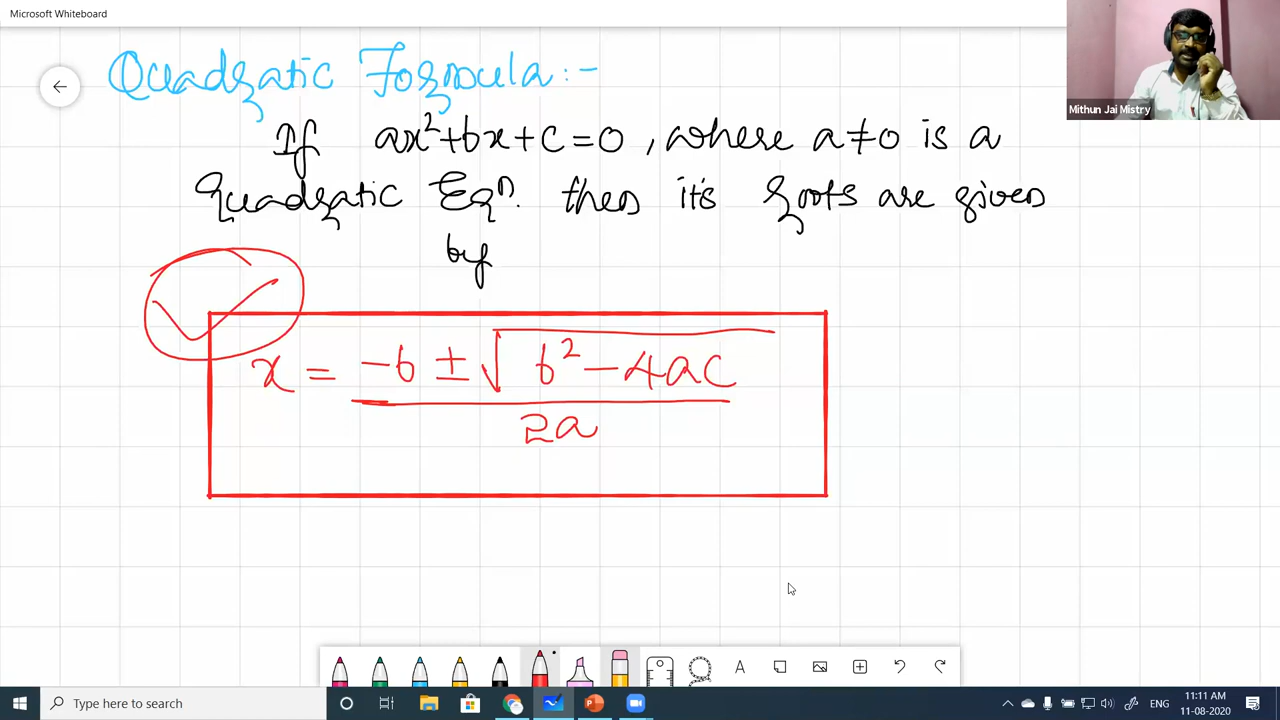 Microsoft Whiteboard
Quadratic Formula :-
If ax²+bx+c=0, where a≠0 is a
Quadratic Eqⁿ. then it's roots are given
by
x = -b ± √b²-4ac
2a
Mithun Jai Mistry
A
Type here to search
ENG
11:11 AM
11-08-2020